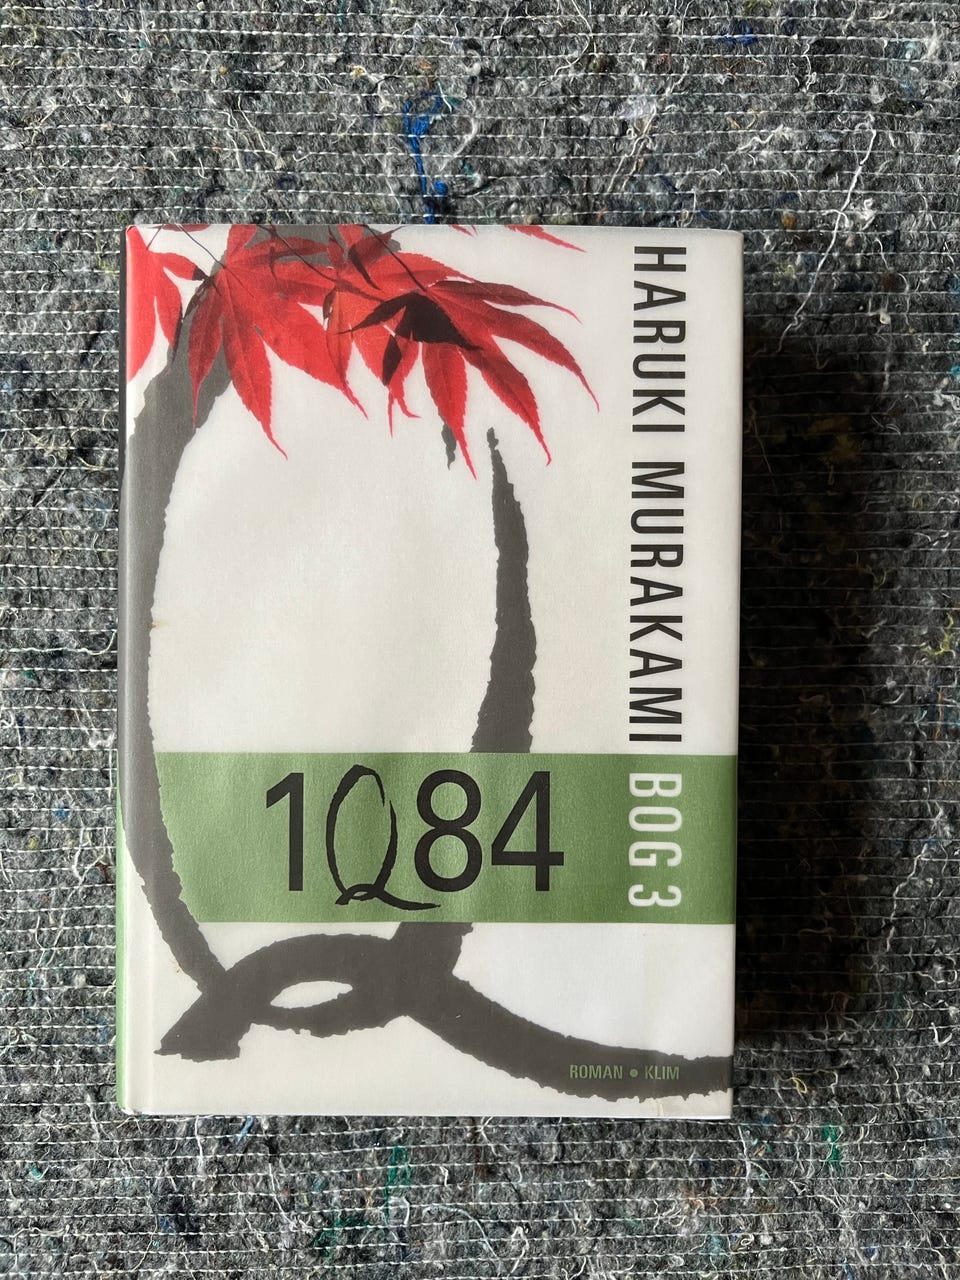 HARUKI MURAKAMI BOG 3
1Q84
ROMAN • KLIM